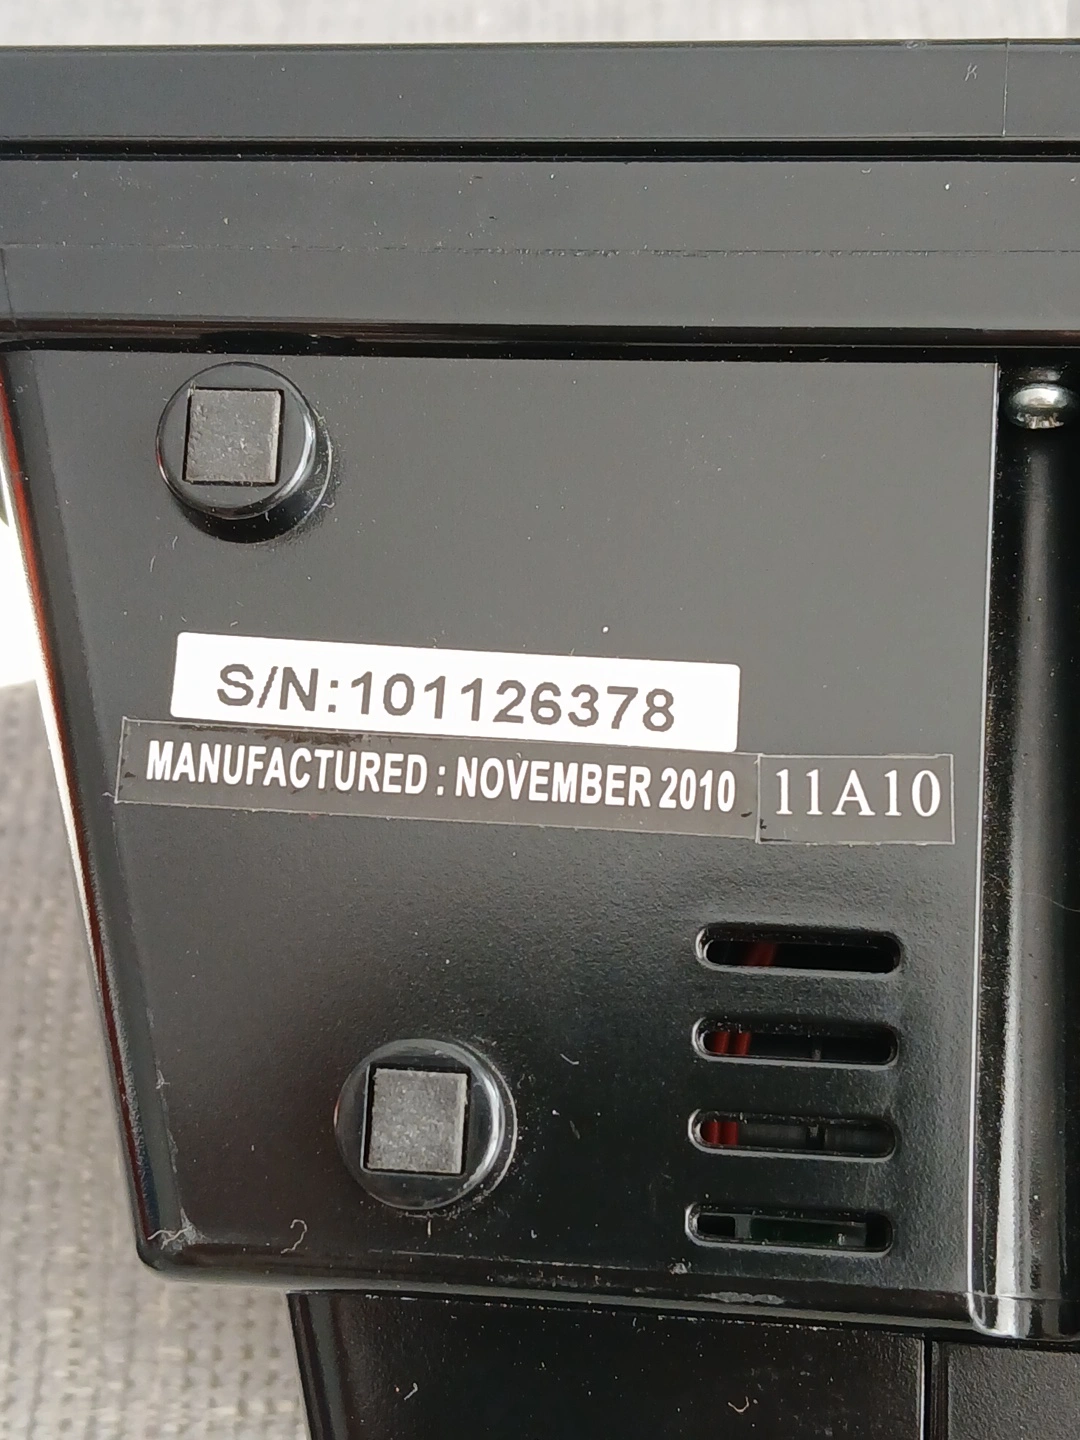 S/N:101126378
MANUFACTURED : NOVEMBER 2010 11A10